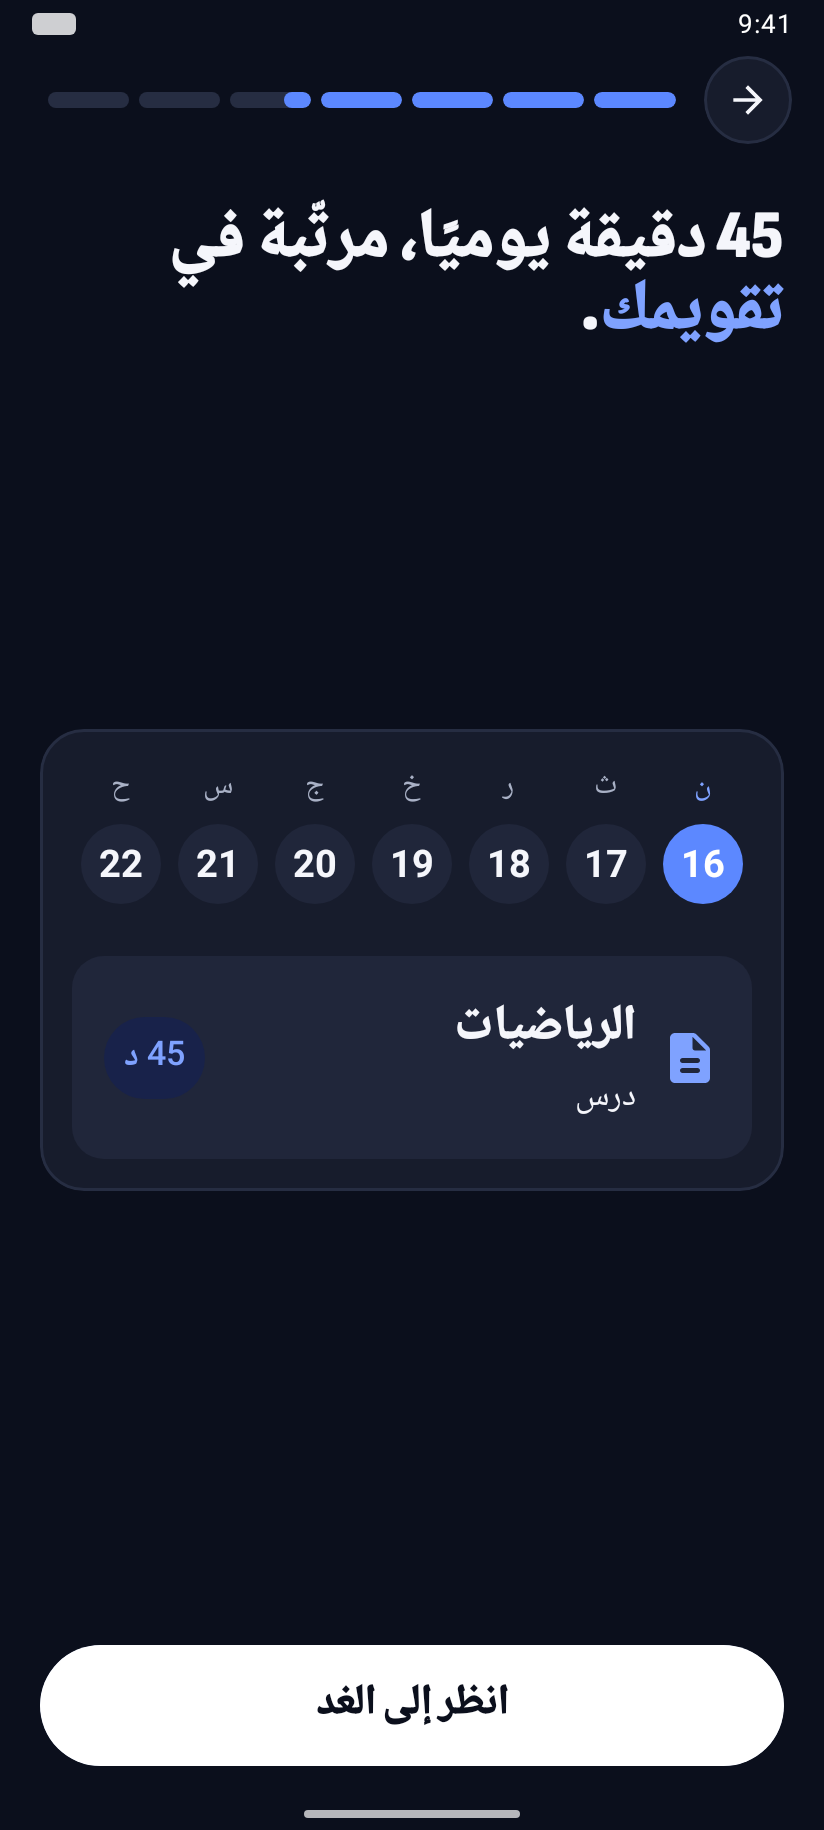 9:41
45 دقيقة يوميًا، مرتّبة في
تقويمك.
ن ث ر خ ج س ح
16 17 18 19 20 21 22
الرياضيات
درس
45 د
انظر إلى الغد